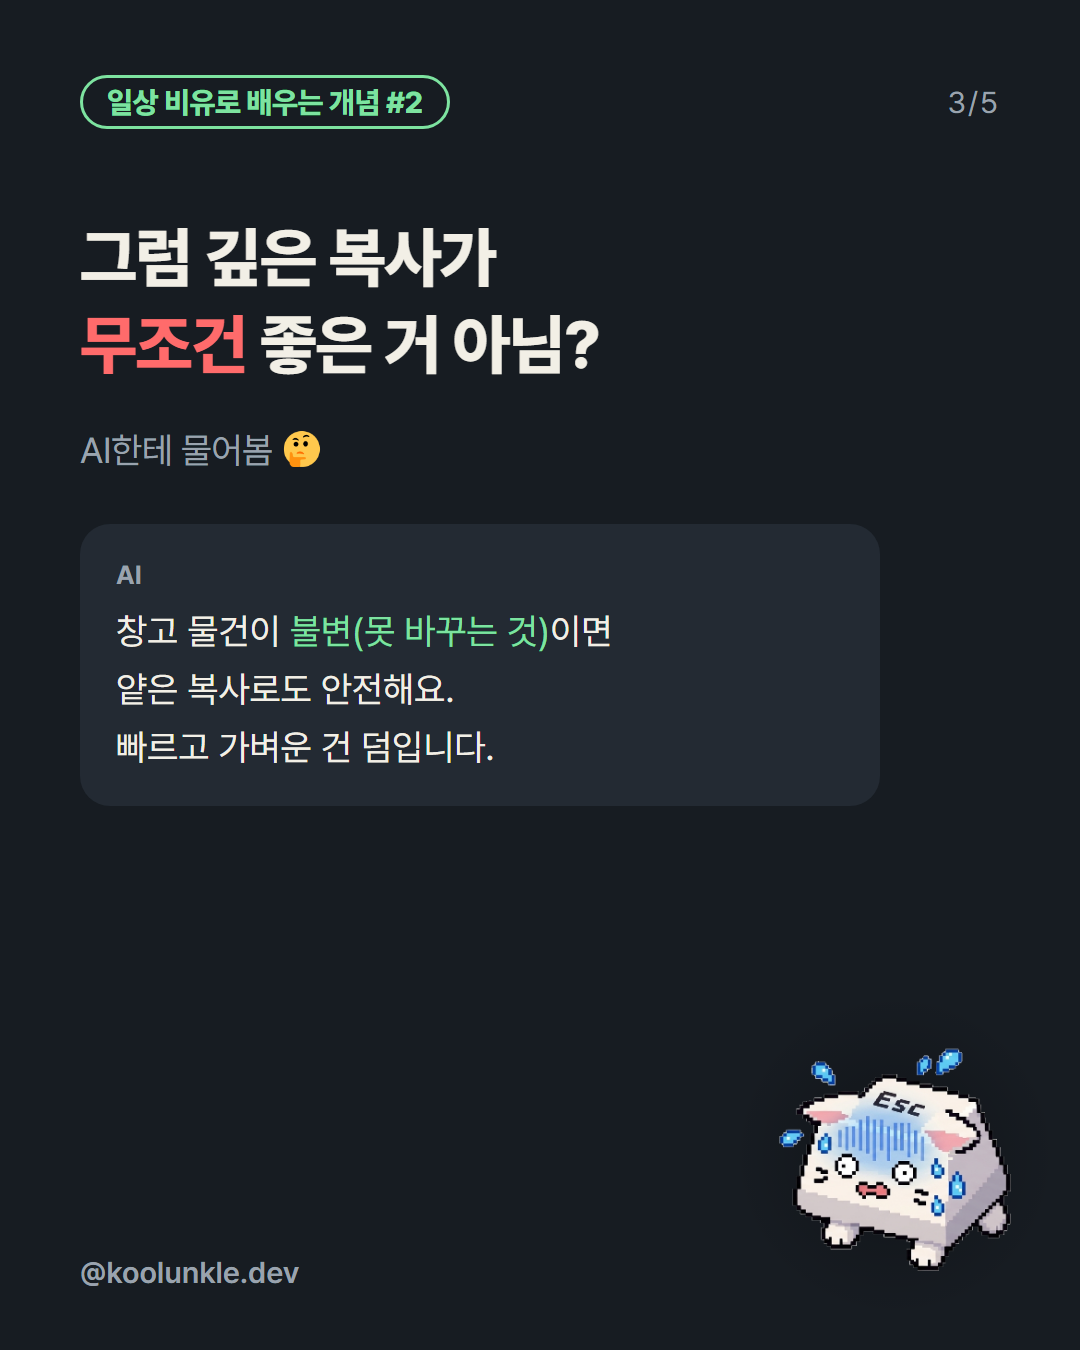 일상 비유로 배우는 개념 #2
3/5
그럼 깊은 복사가
무조건 좋은 거 아님?
AI한테 물어봄 🤔
AI
창고 물건이 불변(못 바꾸는 것)이면
얕은 복사로도 안전해요.
빠르고 가벼운 건 덤입니다.
Esc
@koolunkle.dev